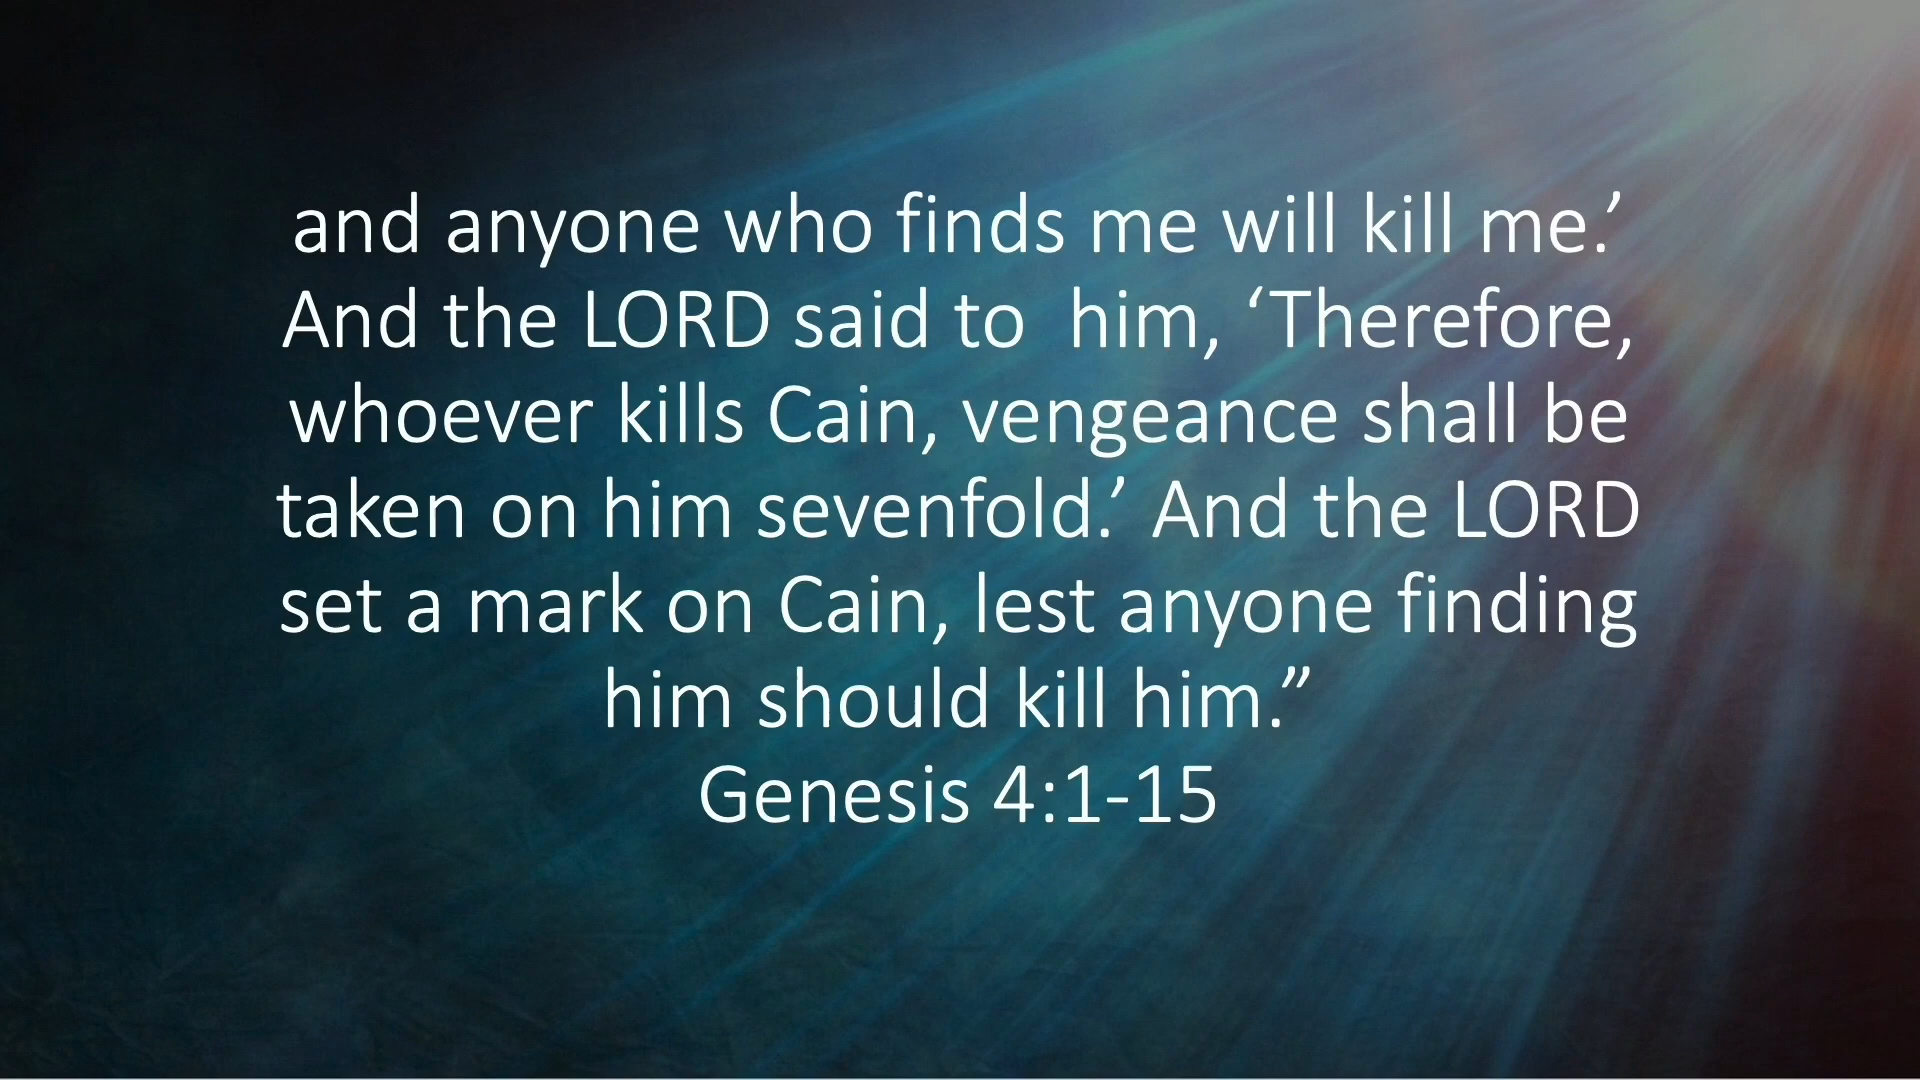 and anyone who finds me will kill me.’
And the LORD said to  him, ‘Therefore,
whoever kills Cain, vengeance shall be
taken on him sevenfold.’ And the LORD
set a mark on Cain, lest anyone finding
him should kill him.”
Genesis 4:1-15